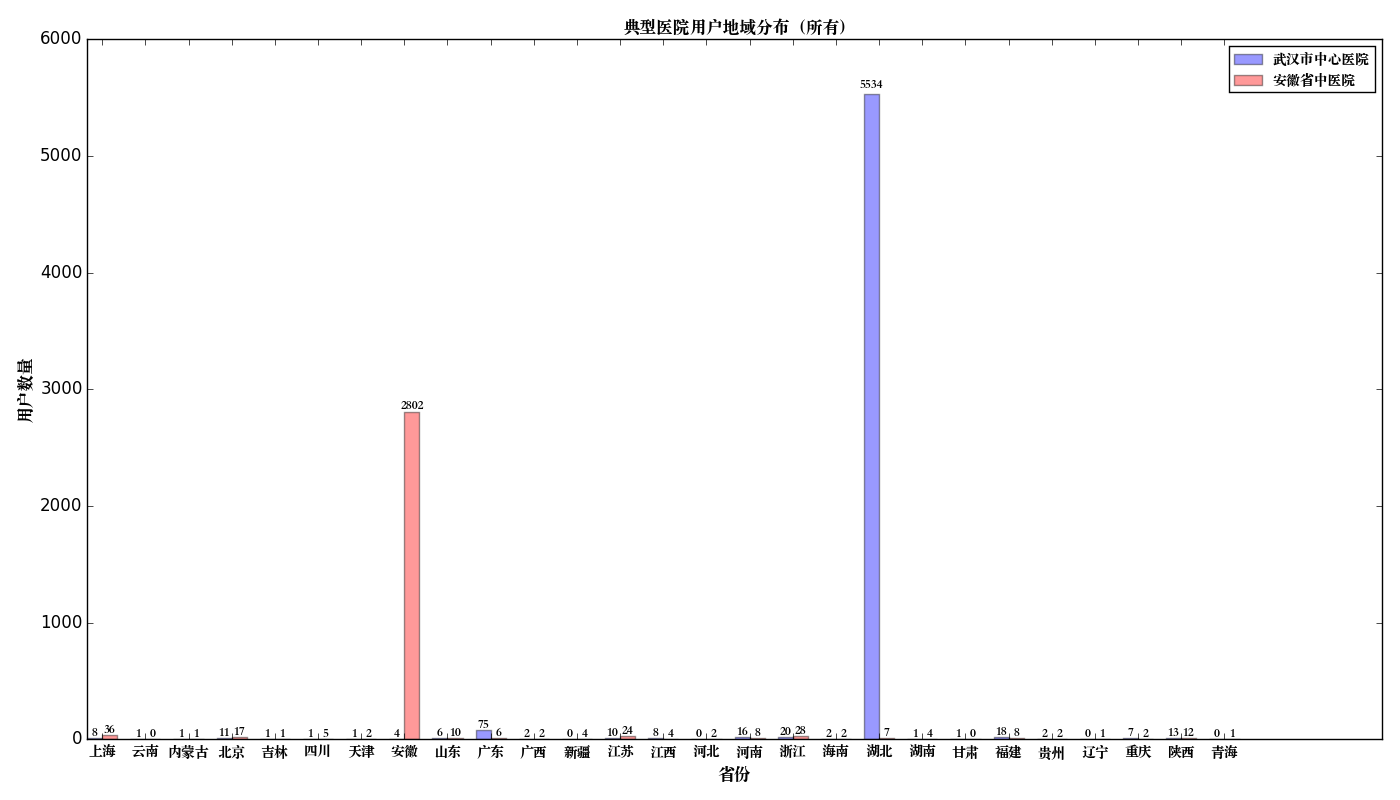 典型医院用户地域分布（所有）
武汉市中心医院
安徽省中医院
用户数量
6000
5000
4000
3000
2000
1000
0
5534
2802
8 36 1 0 1 1 11 17 1 1 1 5 1 2 4 6 10 75 6 2 2 0 4 10 24 8 4 0 2 16 8 20 28 2 2 7 1 4 1 0 18 8 2 2 0 1 7 2 13 12 0 1
上海 云南 内蒙古 北京 吉林 四川 天津 安徽 山东 广东 广西 新疆 江苏 江西 河北 河南 浙江 海南 湖北 湖南 甘肃 福建 贵州 辽宁 重庆 陕西 青海
省份